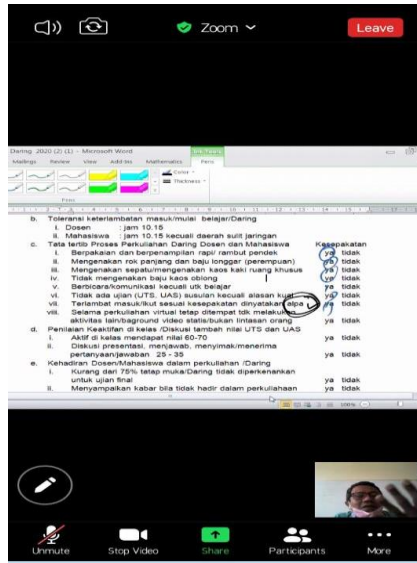 Zoom
Leave
Daring 2020 (2) (1) - Microsoft Word
Mailings Review View Add-Ins Mathematics Pens
Color
Thickness
Pens
b. Toleransi keterlambatan masuk/mulai belajar/Daring
i. Dosen : jam 10.15
ii. Mahasiswa : jam 10.15 kecuali daerah sulit jaringan
c. Tata tertib Proses Perkuliahan Daring Dosen dan Mahasiswa Kesepakatan
i. Berpakaian dan berpenampilan rapi/ rambut pendek ya tidak
ii. Mengenakan rok panjang dan baju longgar (perempuan) ya tidak
iii. Mengenakan sepatu/mengenakan kaos kaki ruang khusus ya tidak
iv. Tidak mengenakan baju kaos oblong ya tidak
v. Berbicara/komunikasi kecuali utk belajar ya tidak
vi. Tidak ada ujian (UTS, UAS) susulan kecuali alasan kuat ya tidak
vii. Terlambat masuk/ikut sesuai kesepakatan dinyatakan alpa
viii. Selama perkuliahan virtual tetap ditempat tdk melakukan
aktivitas lain/baground video statis/bukan lintasan orang ya tidak
d. Penilaian Keaktifan di kelas /Diskusi tambeh nilai UTS dan UAS
i. Aktif di kelas mendapat nilai 60-70 ya tidak
ii. Diskusi presentasi, menjawab, menyimak/menerima
pertanyaan/jawaban 25 - 35 ya tidak
e. Kehadiran Dosen/Mahasiswa dalam perkuliahan /Daring
i. Kurang dari 75% tatap muka/Daring tidak diperkenankan
untuk ujian final ya tidak
ii. Menyampaikan kabar bila tidak hadir dalam perkuliahaan ya tidak
100%
Unmute Stop Video Share Participants More